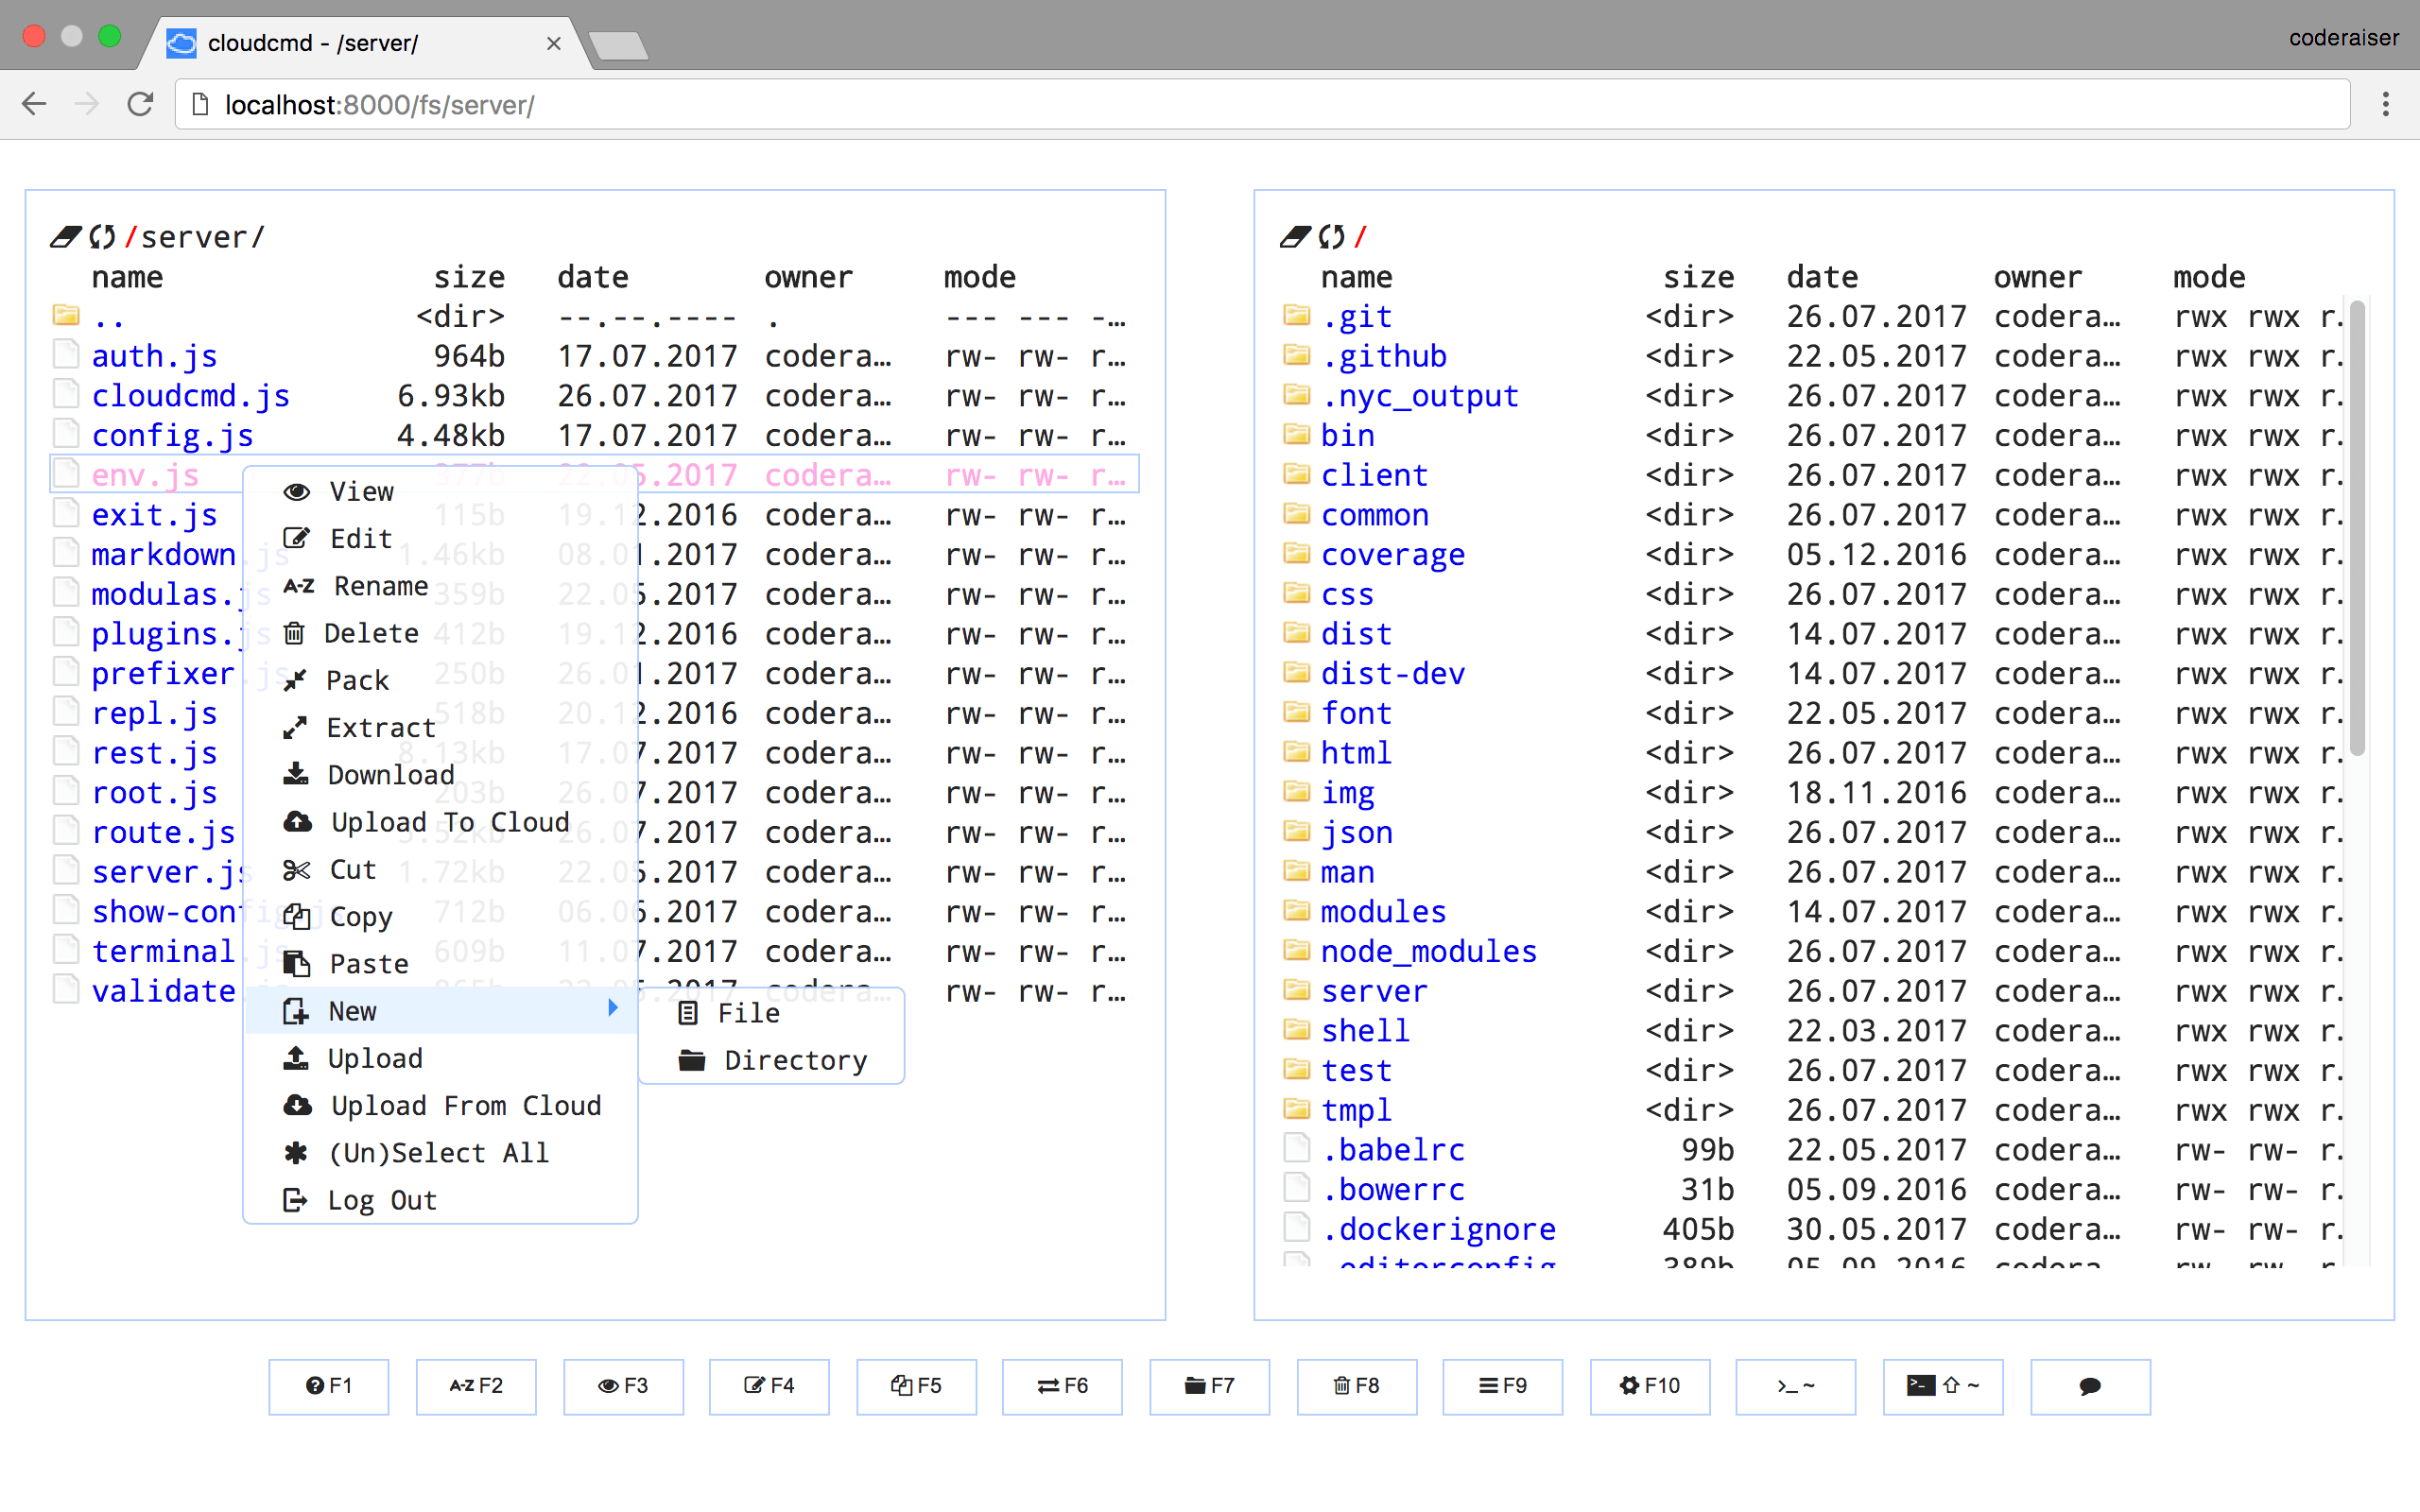 cloudcmd - /server/
coderaiser
localhost:8000/fs/server/
/server/
name size date owner mode
.. <dir> --.--.---- . --- --- -…
auth.js 964b 17.07.2017 codera… rw- rw- r…
cloudcmd.js 6.93kb 26.07.2017 codera… rw- rw- r…
config.js 4.48kb 17.07.2017 codera… rw- rw- r…
env.js 377b 22.05.2017 codera… rw- rw- r…
exit.js 115b 19.12.2016 codera… rw- rw- r…
markdown.js 1.46kb 08.01.2017 codera… rw- rw- r…
modulas.js 359b 22.05.2017 codera… rw- rw- r…
plugins.js 412b 19.12.2016 codera… rw- rw- r…
prefixer.js 250b 26.01.2017 codera… rw- rw- r…
repl.js 518b 20.12.2016 codera… rw- rw- r…
rest.js 8.13kb 17.07.2017 codera… rw- rw- r…
root.js 203b 26.07.2017 codera… rw- rw- r…
route.js 26.07.2017 codera… rw- rw- r…
server.js 1.72kb 22.05.2017 codera… rw- rw- r…
show-config.js 712b 06.06.2017 codera… rw- rw- r…
terminal.js 609b 11.07.2017 codera… rw- rw- r…
validate.js codera… rw- rw- r…
View
Edit
A-Z Rename
Delete
Pack
Extract
Download
Upload To Cloud
Cut
Copy
Paste
New
Upload
Upload From Cloud
(Un)Select All
Log Out
File
Directory
/
name size date owner mode
.git <dir> 26.07.2017 codera… rwx rwx r.
.github <dir> 22.05.2017 codera… rwx rwx r.
.nyc_output <dir> 26.07.2017 codera… rwx rwx r.
bin <dir> 26.07.2017 codera… rwx rwx r.
client <dir> 26.07.2017 codera… rwx rwx r.
common <dir> 26.07.2017 codera… rwx rwx r.
coverage <dir> 05.12.2016 codera… rwx rwx r.
css <dir> 26.07.2017 codera… rwx rwx r.
dist <dir> 14.07.2017 codera… rwx rwx r.
dist-dev <dir> 14.07.2017 codera… rwx rwx r.
font <dir> 22.05.2017 codera… rwx rwx r.
html <dir> 26.07.2017 codera… rwx rwx r.
img <dir> 18.11.2016 codera… rwx rwx r.
json <dir> 26.07.2017 codera… rwx rwx r.
man <dir> 26.07.2017 codera… rwx rwx r.
modules <dir> 14.07.2017 codera… rwx rwx r.
node_modules <dir> 26.07.2017 codera… rwx rwx r.
server <dir> 26.07.2017 codera… rwx rwx r.
shell <dir> 22.03.2017 codera… rwx rwx r.
test <dir> 26.07.2017 codera… rwx rwx r.
tmpl <dir> 26.07.2017 codera… rwx rwx r.
.babelrc 99b 22.05.2017 codera… rw- rw- r.
.bowerrc 31b 05.09.2016 codera… rw- rw- r.
.dockerignore 405b 30.05.2017 codera… rw- rw- r.
.editorconfig 389b 05.09.2016 codera… rw- rw- r.
F1
A-Z F2
F3
F4
F5
F6
F7
F8
F9
F10
>_ ~
>_ ⇧ ~